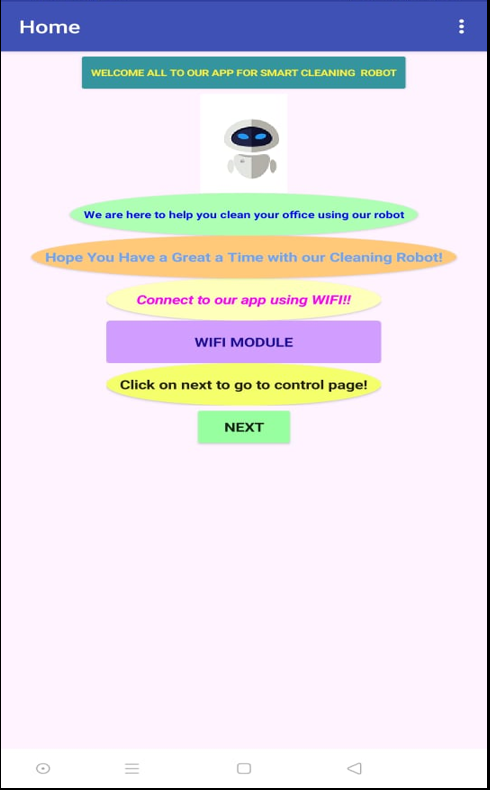 Home
WELCOME ALL TO OUR APP FOR SMART CLEANING ROBOT
We are here to help you clean your office using our robot
Hope You Have a Great a Time with our Cleaning Robot!
Connect to our app using WIFI!!
WIFI MODULE
Click on next to go to control page!
NEXT